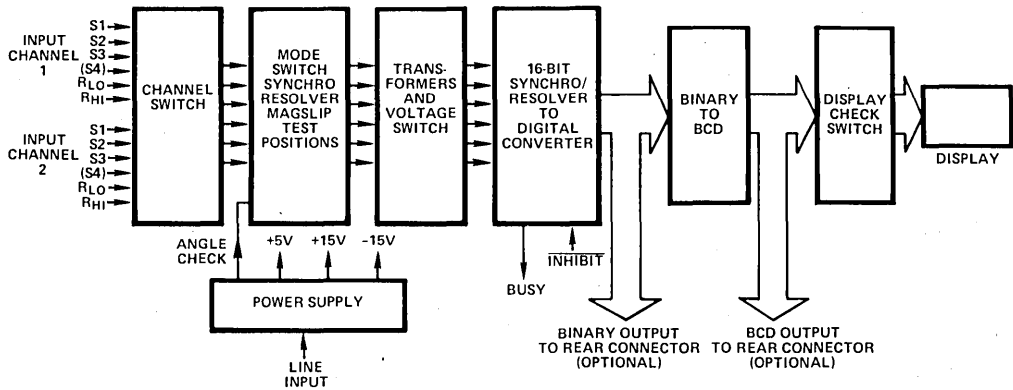 INPUT
CHANNEL
1
S1
S2
S3
(S4)
RLO
RHI
INPUT
CHANNEL
2
S1
S2
S3
(S4)
RLO
RHI
CHANNEL
SWITCH
MODE
SWITCH
SYNCHRO
RESOLVER
MAGSLIP
TEST
POSITIONS
TRANS-
FORMERS
AND
VOLTAGE
SWITCH
16-BIT
SYNCHRO/
RESOLVER
TO
DIGITAL
CONVERTER
BINARY
TO
BCD
DISPLAY
CHECK
SWITCH
DISPLAY
ANGLE
CHECK
+5V
+15V
-15V
POWER SUPPLY
LINE
INPUT
BUSY
INHIBIT
BINARY OUTPUT
TO REAR CONNECTOR
(OPTIONAL)
BCD OUTPUT
TO REAR CONNECTOR
(OPTIONAL)